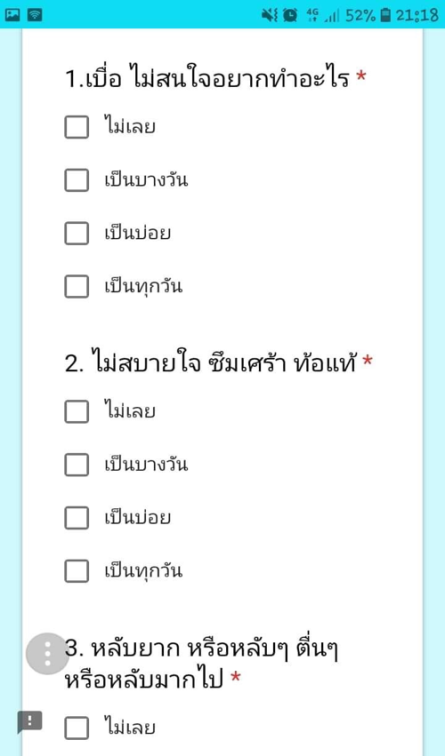 4G 52% 21:18
1.เบื่อ ไม่สนใจอยากทำอะไร *
ไม่เลย
เป็นบางวัน
เป็นบ่อย
เป็นทุกวัน
2. ไม่สบายใจ ซึมเศร้า ท้อแท้ *
ไม่เลย
เป็นบางวัน
เป็นบ่อย
เป็นทุกวัน
3. หลับยาก หรือหลับๆ ตื่นๆ
หรือหลับมากไป *
ไม่เลย